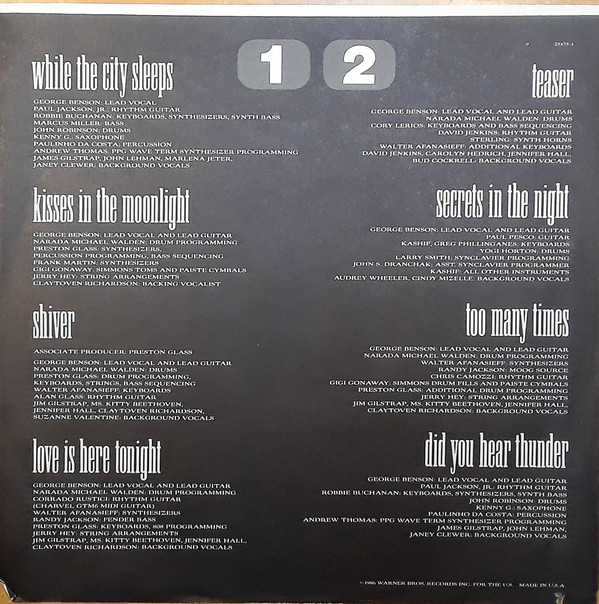 1 2
9 25475-1
while the city sleeps
GEORGE BENSON: LEAD VOCAL
PAUL JACKSON, JR.: RHYTHM GUITAR
ROBBIE BUCHANAN: KEYBOARDS, SYNTHESIZERS, SYNTH BASS
MARCUS MILLER: BASS
JOHN ROBINSON: DRUMS
KENNY G.: SAXOPHONE
PAULINHO DA COSTA: PERCUSSION
ANDREW THOMAS: PPG WAVE TERM SYNTHESIZER PROGRAMMING
JAMES GILSTRAP, JOHN LEHMAN, MARLENA JETER,
JANEY CLEWER: BACKGROUND VOCALS
kisses in the moonlight
GEORGE BENSON: LEAD VOCAL AND LEAD GUITAR
NARADA MICHAEL WALDEN: DRUM PROGRAMMING
PRESTON GLASS: SYNTHESIZERS,
PERCUSSION PROGRAMMING, BASS SEQUENCING
FRANK MARTIN: SYNTHESIZERS
GIGI GONAWAY: SIMMONS TOMS AND PAISTE CYMBALS
JERRY HEY: STRING ARRANGEMENTS
CLAYTOVEN RICHARDSON: BACKING VOCALIST
shiver
ASSOCIATE PRODUCER: PRESTON GLASS
GEORGE BENSON: LEAD VOCAL AND LEAD GUITAR
NARADA MICHAEL WALDEN: DRUMS
PRESTON GLASS: DRUM PROGRAMMING,
KEYBOARDS, STRINGS, BASS SEQUENCING
WALTER AFANASIEFF: KEYBOARDS
ALAN GLASS: RHYTHM GUITAR
JIM GILSTRAP, MS. KITTY BEETHOVEN,
JENNIFER HALL, CLAYTOVEN RICHARDSON,
SUZANNE VALENTINE: BACKGROUND VOCALS
love is here tonight
GEORGE BENSON: LEAD VOCAL AND LEAD GUITAR
NARADA MICHAEL WALDEN: DRUM PROGRAMMING
CORRADO RUSTICI: RHYTHM GUITAR
(CHARVEL GTM6 MIDI GUITAR)
WALTER AFANASIEFF: SYNTHESIZERS
RANDY JACKSON: FENDER BASS
PRESTON GLASS: KEYBOARDS, 808 PROGRAMMING
JERRY HEY: STRING ARRANGEMENTS
JIM GILSTRAP, MS. KITTY BEETHOVEN, JENNIFER HALL,
CLAYTOVEN RICHARDSON: BACKGROUND VOCALS
teaser
GEORGE BENSON: LEAD VOCAL AND LEAD GUITAR
NARADA MICHAEL WALDEN: DRUMS
CORY LERIOS: KEYBOARDS AND BASS SEQUENCING
DAVID JENKINS: RHYTHM GUITAR
STERLING: SYNTH HORNS
WALTER AFANASIEFF: ADDITIONAL KEYBOARDS
DAVID JENKINS, CAROLYN HEDRICH, JENNIFER HALL,
BUD COCKRELL: BACKGROUND VOCALS
secrets in the night
GEORGE BENSON: LEAD VOCAL AND LEAD GUITAR
PAUL PESCO: GUITAR
KASHIF, GREG PHILLINGANES: KEYBOARDS
YOGI HORTON: DRUMS
LARRY SMITH: SYNCLAVIER PROGRAMMING
JOHN S. DRANCHAK: ASST. SYNCLAVIER PROGRAMMER
KASHIF: ALL OTHER INSTRUMENTS
AUDREY WHEELER, CINDY MIZELLE: BACKGROUND VOCALS
too many times
GEORGE BENSON: LEAD VOCAL AND LEAD GUITAR
NARADA MICHAEL WALDEN: DRUM PROGRAMMING
WALTER AFANASIEFF: SYNTHESIZERS
RANDY JACKSON: MOOG SOURCE
CHRIS CAMOZZI: RHYTHM GUITAR
GIGI GONAWAY: SIMMONS DRUM FILLS AND PAISTE CYMBALS
PRESTON GLASS: ADDITIONAL DRUM PROGRAMMING
JERRY HEY: STRING ARRANGEMENTS
JIM GILSTRAP, MS. KITTY BEETHOVEN, JENNIFER HALL,
CLAYTOVEN RICHARDSON: BACKGROUND VOCALS
did you hear thunder
GEORGE BENSON: LEAD VOCAL AND LEAD GUITAR
PAUL JACKSON, JR.: RHYTHM GUITAR
ROBBIE BUCHANAN: KEYBOARDS, SYNTHESIZERS, SYNTH BASS
JOHN ROBINSON: DRUMS
KENNY G.: SAXOPHONE
PAULINHO DA COSTA: PERCUSSION
ANDREW THOMAS: PPG WAVE TERM SYNTHESIZER PROGRAMMING
JAMES GILSTRAP, JOHN LEHMAN,
JANEY CLEWER: BACKGROUND VOCALS
©1986 WARNER BROS. RECORDS INC. FOR THE U.S. MADE IN U.S.A.